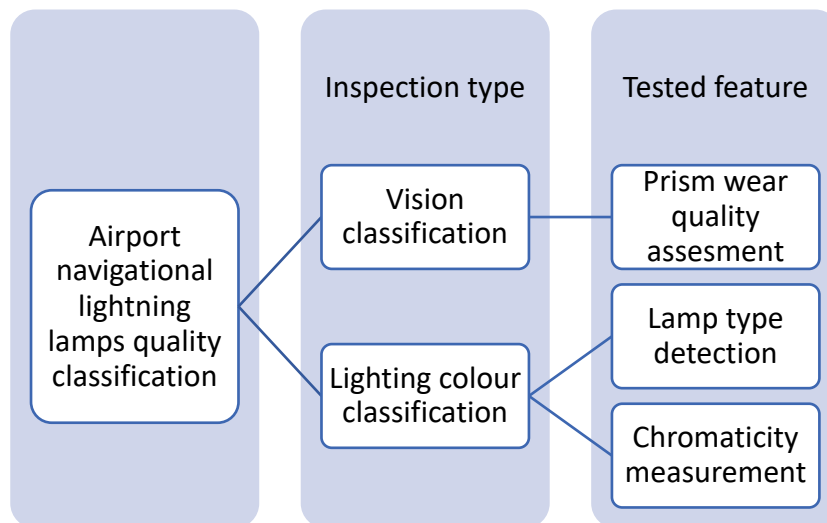 Inspection type
Tested feature
Airport
navigational
lightning
lamps quality
classification
Vision
classification
Lighting colour
classification
Prism wear
quality
assesment
Lamp type
detection
Chromaticity
measurement